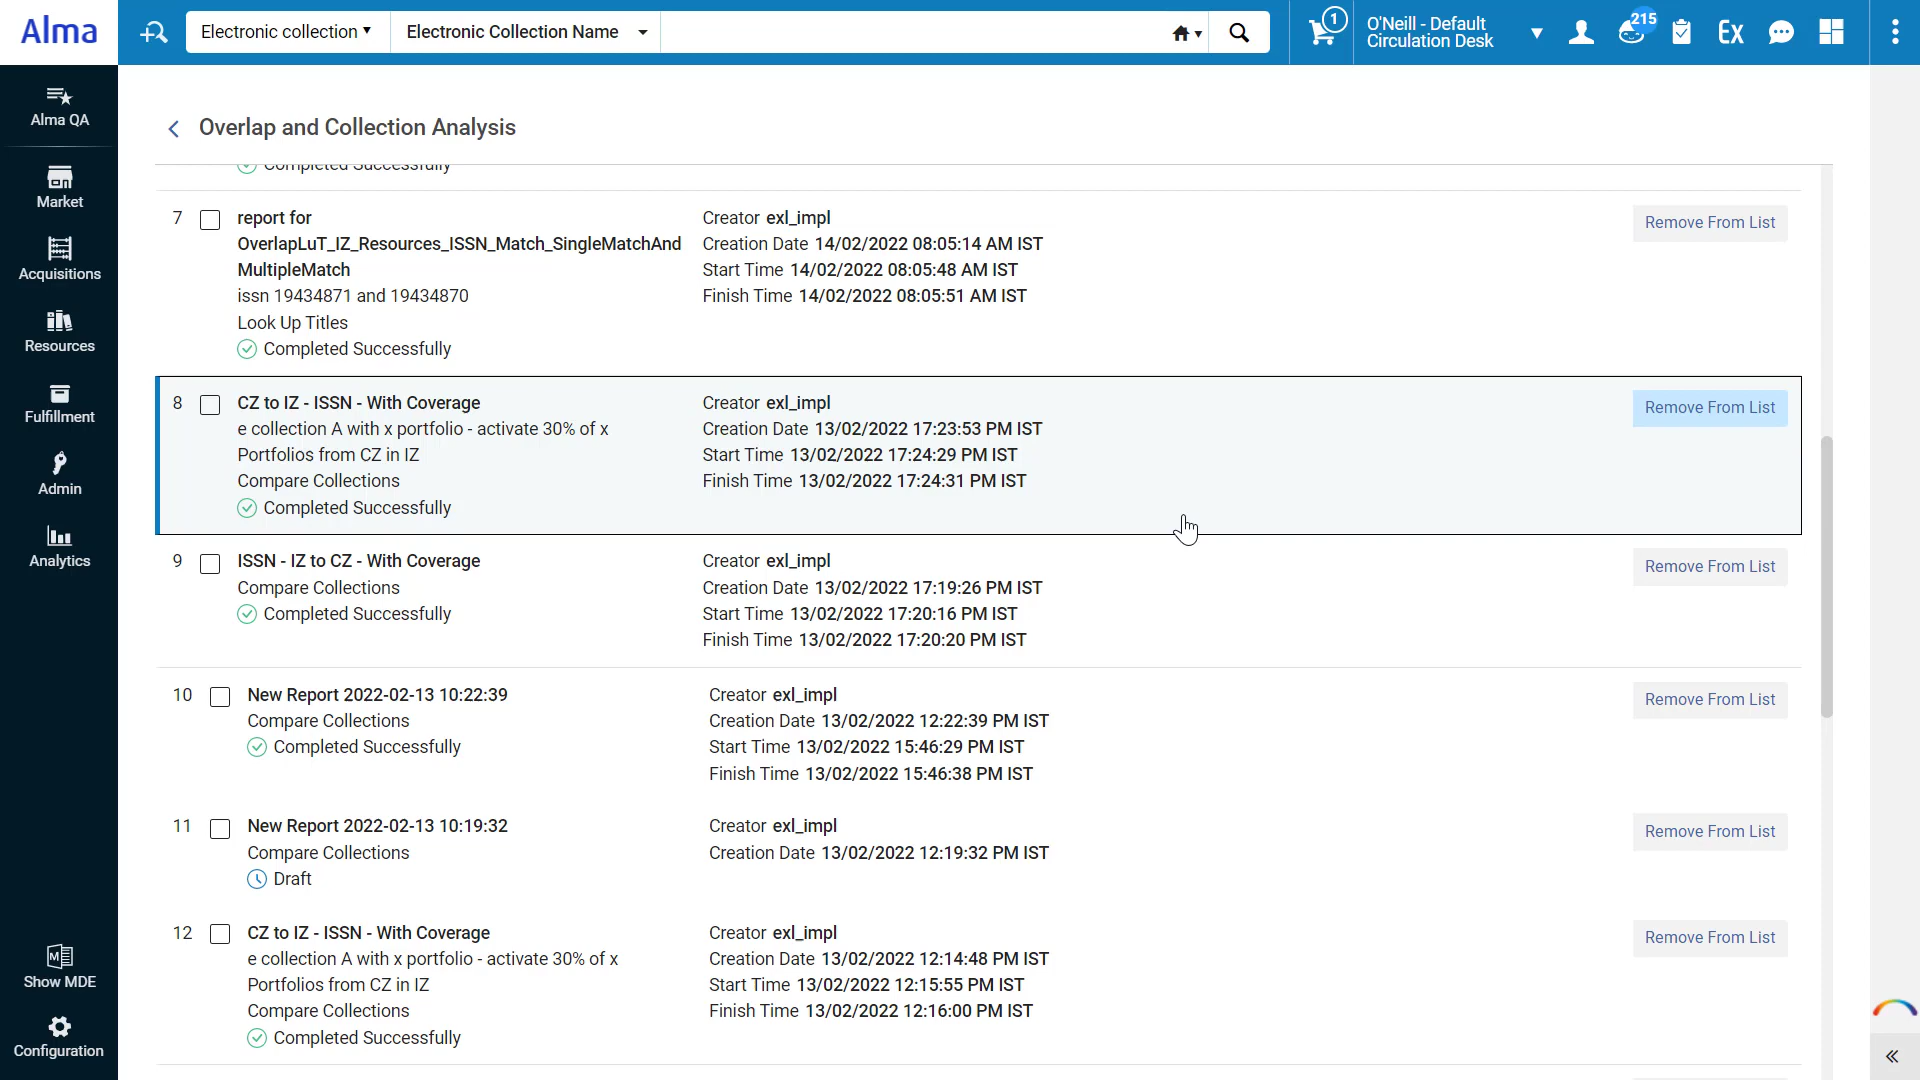 Alma
Electronic collection
Electronic Collection Name
1
O'Neill - Default
Circulation Desk
215
Ex
Alma QA
Market
Acquisitions
Resources
Fulfillment
Admin
Analytics
M
Show MDE
Configuration
Overlap and Collection Analysis
Completed Successfully
7
report for
OverlapLuT_IZ_Resources_ISSN_Match_SingleMatchAnd
MultipleMatch
issn 19434871 and 19434870
Look Up Titles
Completed Successfully
Creator exl_impl
Creation Date 14/02/2022 08:05:14 AM IST
Start Time 14/02/2022 08:05:48 AM IST
Finish Time 14/02/2022 08:05:51 AM IST
Remove From List
8
CZ to IZ - ISSN - With Coverage
e collection A with x portfolio - activate 30% of x
Portfolios from CZ in IZ
Compare Collections
Completed Successfully
Creator exl_impl
Creation Date 13/02/2022 17:23:53 PM IST
Start Time 13/02/2022 17:24:29 PM IST
Finish Time 13/02/2022 17:24:31 PM IST
Remove From List
9
ISSN - IZ to CZ - With Coverage
Compare Collections
Completed Successfully
Creator exl_impl
Creation Date 13/02/2022 17:19:26 PM IST
Start Time 13/02/2022 17:20:16 PM IST
Finish Time 13/02/2022 17:20:20 PM IST
Remove From List
10
New Report 2022-02-13 10:22:39
Compare Collections
Completed Successfully
Creator exl_impl
Creation Date 13/02/2022 12:22:39 PM IST
Start Time 13/02/2022 15:46:29 PM IST
Finish Time 13/02/2022 15:46:38 PM IST
Remove From List
11
New Report 2022-02-13 10:19:32
Compare Collections
Draft
Creator exl_impl
Creation Date 13/02/2022 12:19:32 PM IST
Remove From List
12
CZ to IZ - ISSN - With Coverage
e collection A with x portfolio - activate 30% of x
Portfolios from CZ in IZ
Compare Collections
Completed Successfully
Creator exl_impl
Creation Date 13/02/2022 12:14:48 PM IST
Start Time 13/02/2022 12:15:55 PM IST
Finish Time 13/02/2022 12:16:00 PM IST
Remove From List